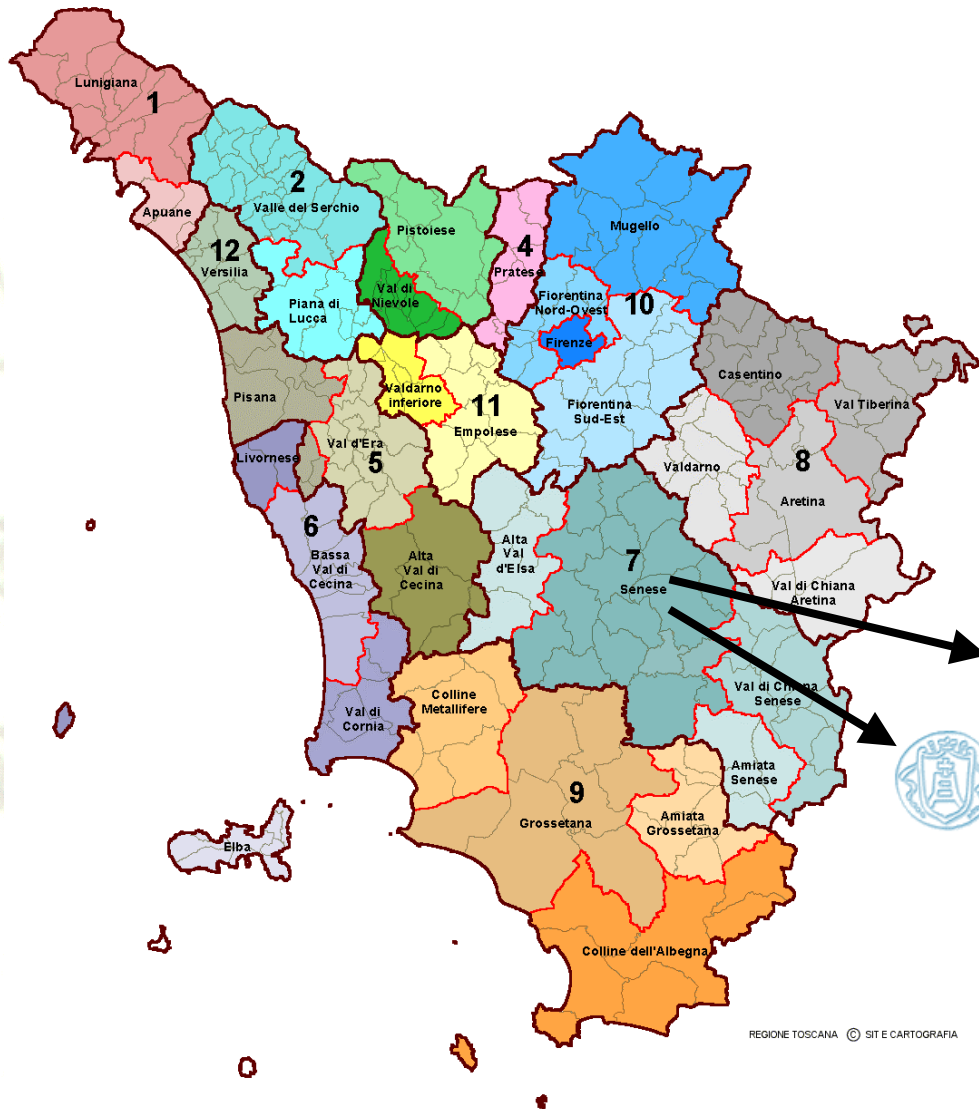 Lunigiana
1
Apuane
2
Valle del Serchio
12
Versilia
Piana di
Lucca
Pistoiese
Val di
Nievole
4
Pratese
Mugello
Fiorentina
Nord-Ovest
10
Firenze
Fiorentina
Sud-Est
Casentino
Val Tiberina
Valdarno
8
Aretina
Val di Chiana
Aretina
Valdarno
inferiore
11
Empolese
Pisana
Val d'Era
5
Livornese
6
Bassa
Val di
Cecina
Alta
Val di
Cecina
Alta
Val
d'Elsa
7
Senese
Val di Chiana
Senese
Amiata
Senese
Val di
Cornia
Colline
Metallifere
9
Grossetana
Amiata
Grossetana
Elba
Colline dell'Albegna
REGIONE TOSCANA © SIT E CARTOGRAFIA